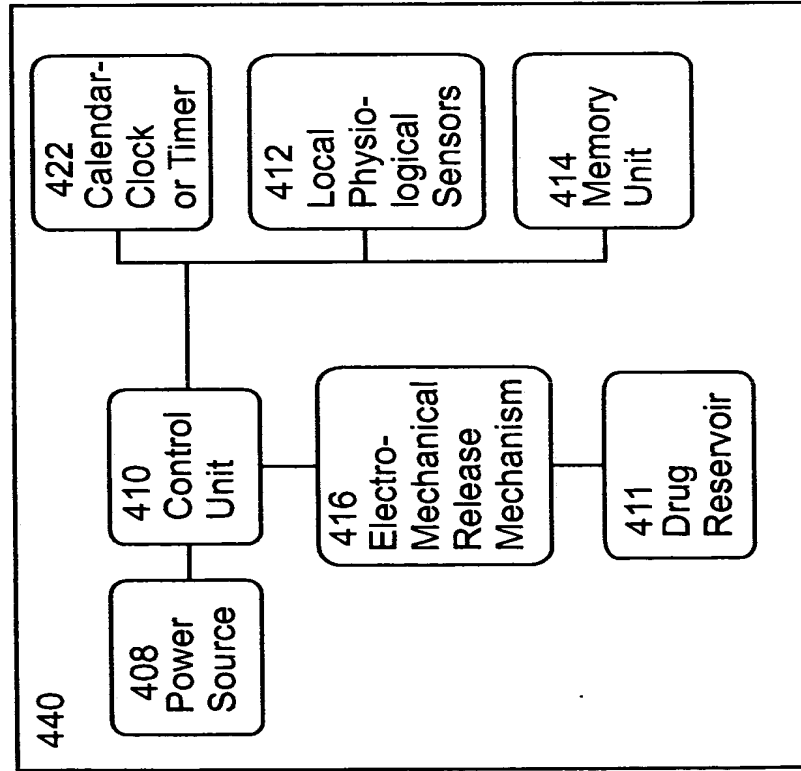 440
408
Power
Source
410
Control
Unit
416
Electro-
Mechanical
Release
Mechanism
411
Drug
Reservoir
422
Calendar-
Clock
or Timer
412
Local
Physio-
logical
Sensors
414
Memory
Unit